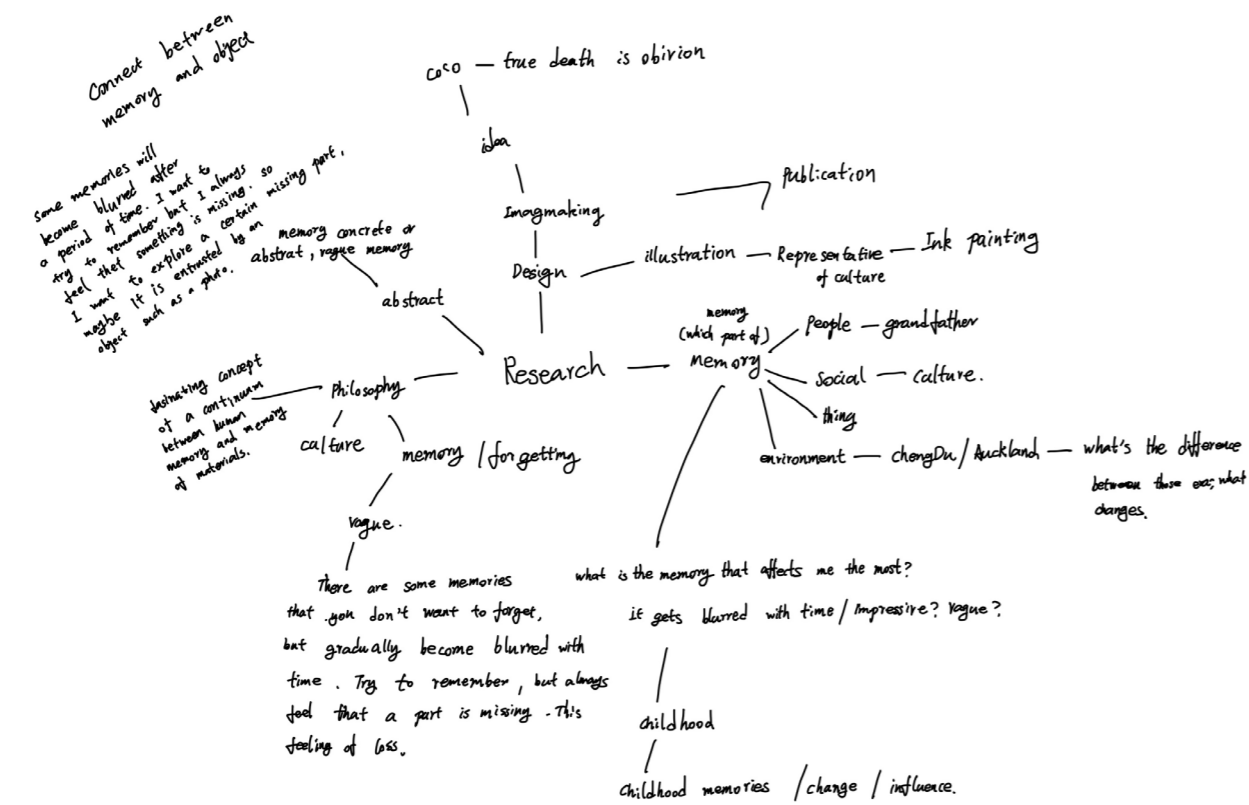 Connect between
memory and object
coco — true death is obirion
idea
Imagmaking
Design
illustration — Representative
of culture — Ink painting
Publication
some memories will
become blurred after
a period of time. I want to
try to remember but I always
feel that something is missing. so
I want to explore a certain missing part,
maybe it is entrusted by an
object such as a photo.
memory concrete or
abstrat, vague memory
abstract
Research
memory
(which part of)
memory
People — grandfather
Social — calture.
thing
environment — chengDu / Auckland — what's the difference
between those era, what
changes.
Philosophy
fasinating concept
of a continuum
between human
memory and memory
of materials.
calture
memory / forgetting
vague.
There are some memories
that you don't want to forget,
but gradually become blurred with
time. Try to remember, but always
feel that a part is missing. This
feeling of loss.
what is the memory that affects me the most?
it gets blurred with time / Impressive? vague?
childhood
childhood memories / change / influence.